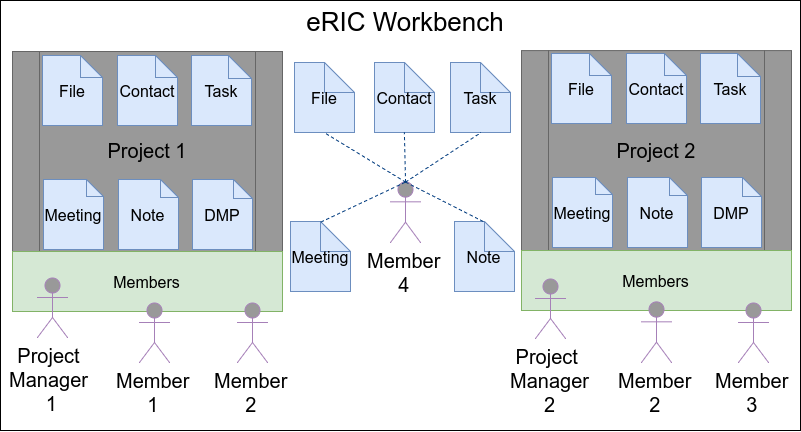 eRIC Workbench
File
Contact
Task
Project 1
Meeting
Note
DMP
Members
Project
Manager
1
Member
1
Member
2
File
Contact
Task
Meeting
Member
4
Note
File
Contact
Task
Project 2
Meeting
Note
DMP
Members
Project
Manager
2
Member
2
Member
3